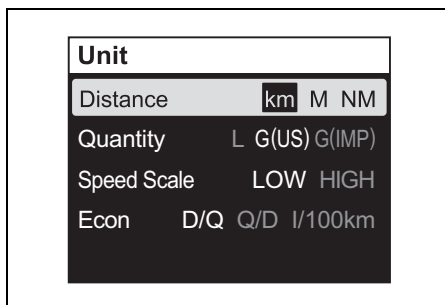 Unit
Distance km M NM
Quantity L G(US) G(IMP)
Speed Scale LOW HIGH
Econ D/Q Q/D l/100km